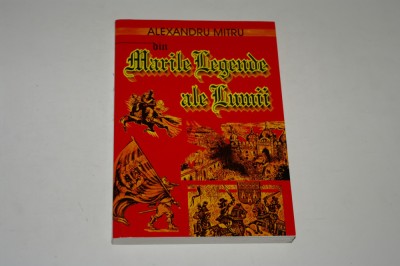 ALEXANDRU MITRU
din
Marile Legende
ale Lumii